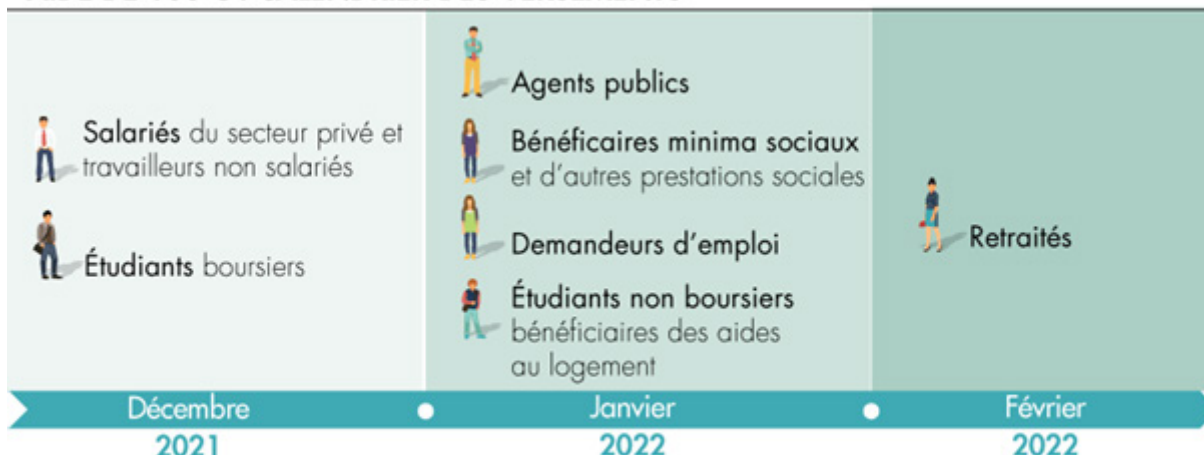 Salariés du secteur privé et
travailleurs non salariés
Étudiants boursiers
Agents publics
Bénéficaires minima sociaux
et d'autres prestations sociales
Demandeurs d'emploi
Étudiants non boursiers
bénéficiaires des aides
au logement
Retraités
Décembre
2021
Janvier
2022
Février
2022